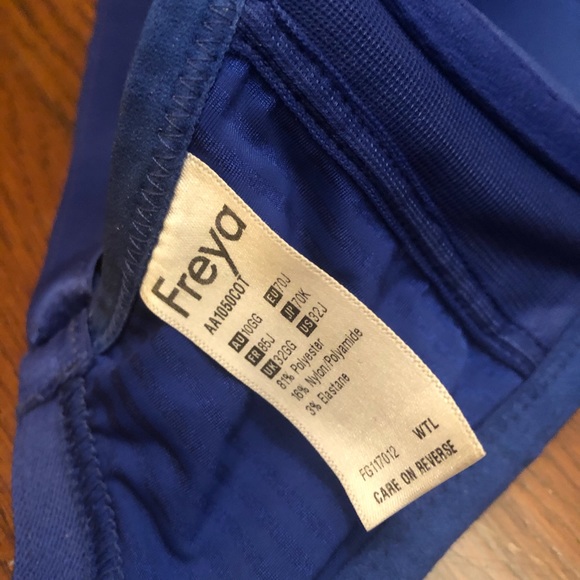 Freya
AA1050COT
AU 10GG EU 70J
FR 85J JP 70K
UK 32GG US 32J
81% Polyester
16% Nylon/Polyamide
3% Elastane
FG117012 WTL
CARE ON REVERSE